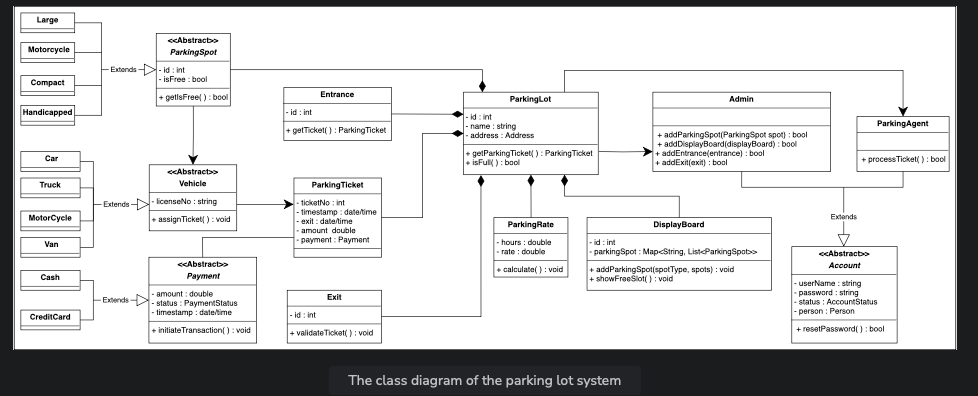 Large
Motorcycle
Compact
Handicapped
Extends
<<Abstract>>
ParkingSpot
- id : int
- isFree : bool
+ getIsFree( ) : bool
Entrance
- id : int
+ getTicket( ) : ParkingTicket
ParkingLot
- id : int
- name : string
- address : Address
+ getParkingTicket( ) : ParkingTicket
+ isFull( ) : bool
Admin
+ addParkingSpot(ParkingSpot spot) : bool
+ addDisplayBoard(displayBoard) : bool
+ addEntrance(entrance) : bool
+ addExit(exit) : bool
ParkingAgent
+ processTicket( ) : bool
Car
Truck
MotorCycle
Van
Extends
<<Abstract>>
Vehicle
- licenseNo : string
+ assignTicket( ) : void
ParkingTicket
- ticketNo : int
- timestamp : date/time
- exit : date/time
- amount double
- payment : Payment
ParkingRate
- hours : double
- rate : double
+ calculate( ) : void
DisplayBoard
- id : int
- parkingSpot : Map<String, List<ParkingSpot>>
+ addParkingSpot(spotType, spots) : void
+ showFreeSlot( ) : void
Extends
<<Abstract>>
Account
- userName : string
- password : string
- status : AccountStatus
- person : Person
+ resetPassword( ) : bool
Cash
CreditCard
Extends
<<Abstract>>
Payment
- amount : double
- status : PaymentStatus
- timestamp : date/time
+ initiateTransaction( ) : void
Exit
- id : int
+ validateTicket( ) : void
The class diagram of the parking lot system